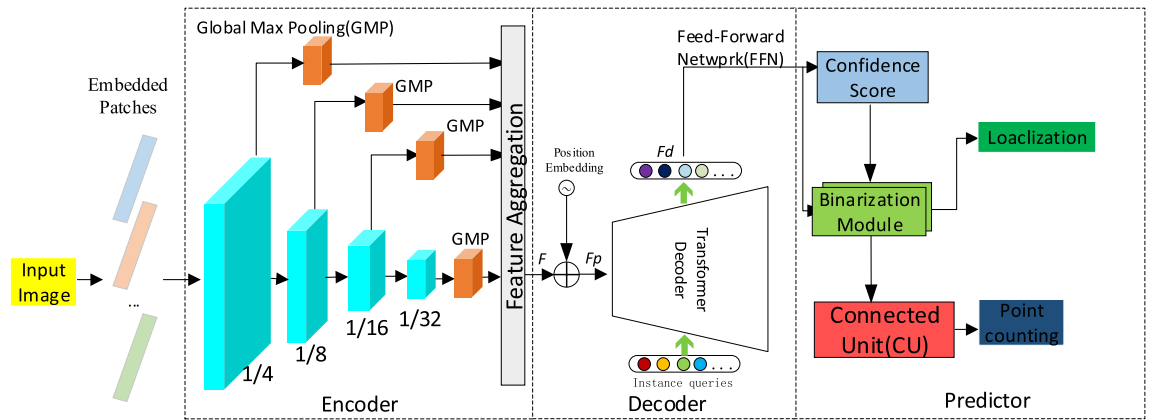 Input
Image
Embedded
Patches
...
Global Max Pooling(GMP)
GMP
GMP
GMP
1/4
1/8
1/16
1/32
Feature Aggregation
Encoder
F
Position
Embedding
Fp
Fd
...
Transformer
Decoder
...
Instance queries
Decoder
Feed-Forward
Netwprk(FFN)
Confidence
Score
Binarization
Module
Loaclization
Connected
Unit(CU)
Point
counting
Predictor